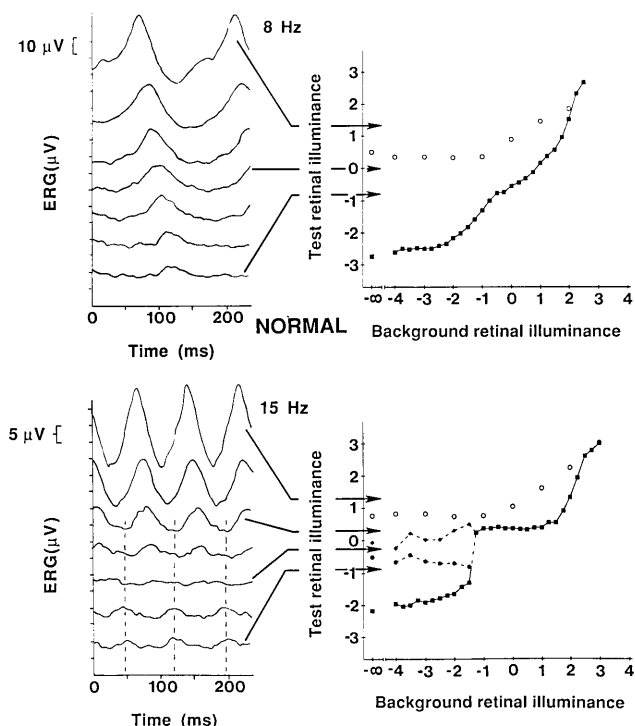 8 Hz
10 µV
ERG(µV)
0 100 200
Time (ms)
Test retinal illuminance
3
2
1
0
-1
-2
-3
-∞ -4 -3 -2 -1 0 1 2 3 4
Background retinal illuminance
NORMAL
15 Hz
5 µV
ERG(µV)
0 100 200
Time (ms)
Test retinal illuminance
3
2
1
0
-1
-2
-3
-∞ -4 -3 -2 -1 0 1 2 3 4
Background retinal illuminance